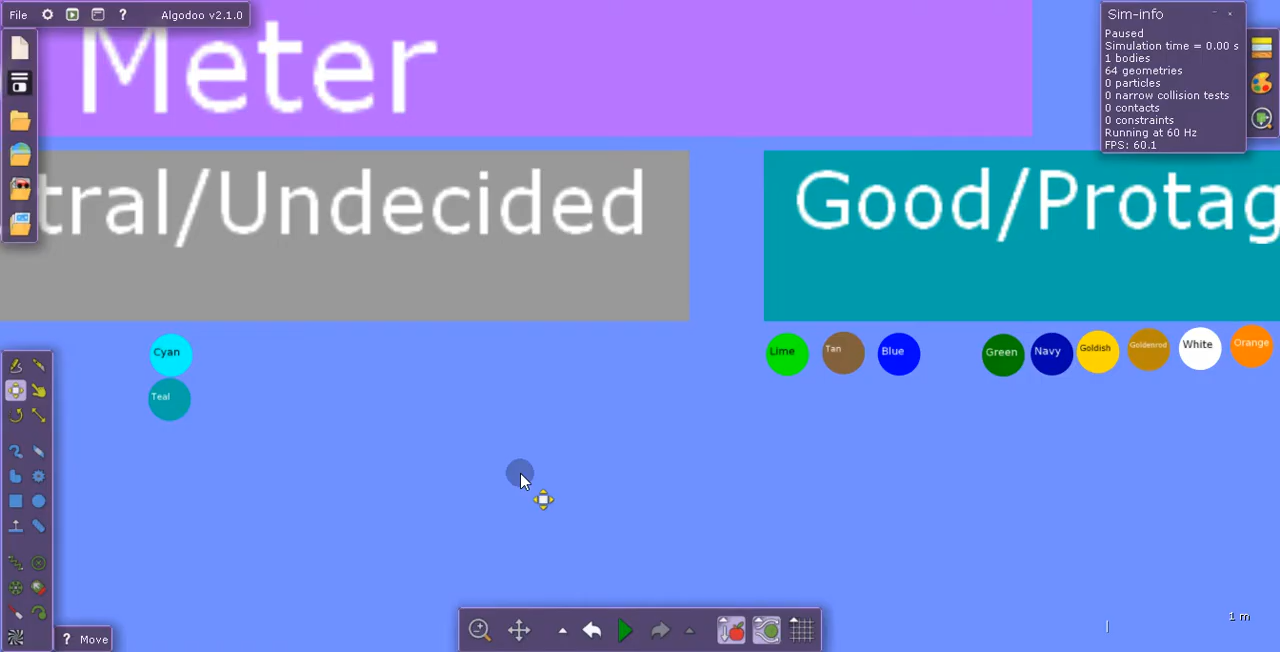 File ? Algodoo v2.1.0
Meter
Sim-info
Paused
Simulation time = 0.00 s
1 bodies
64 geometries
0 particles
0 narrow collision tests
0 contacts
0 constraints
Running at 60 Hz
FPS: 60.1
tral/Undecided
Good/Protag
Cyan
Teal
Lime
Tan
Blue
Green
Navy
Goldish
Goldenrod
White
Orange
? Move
1 m